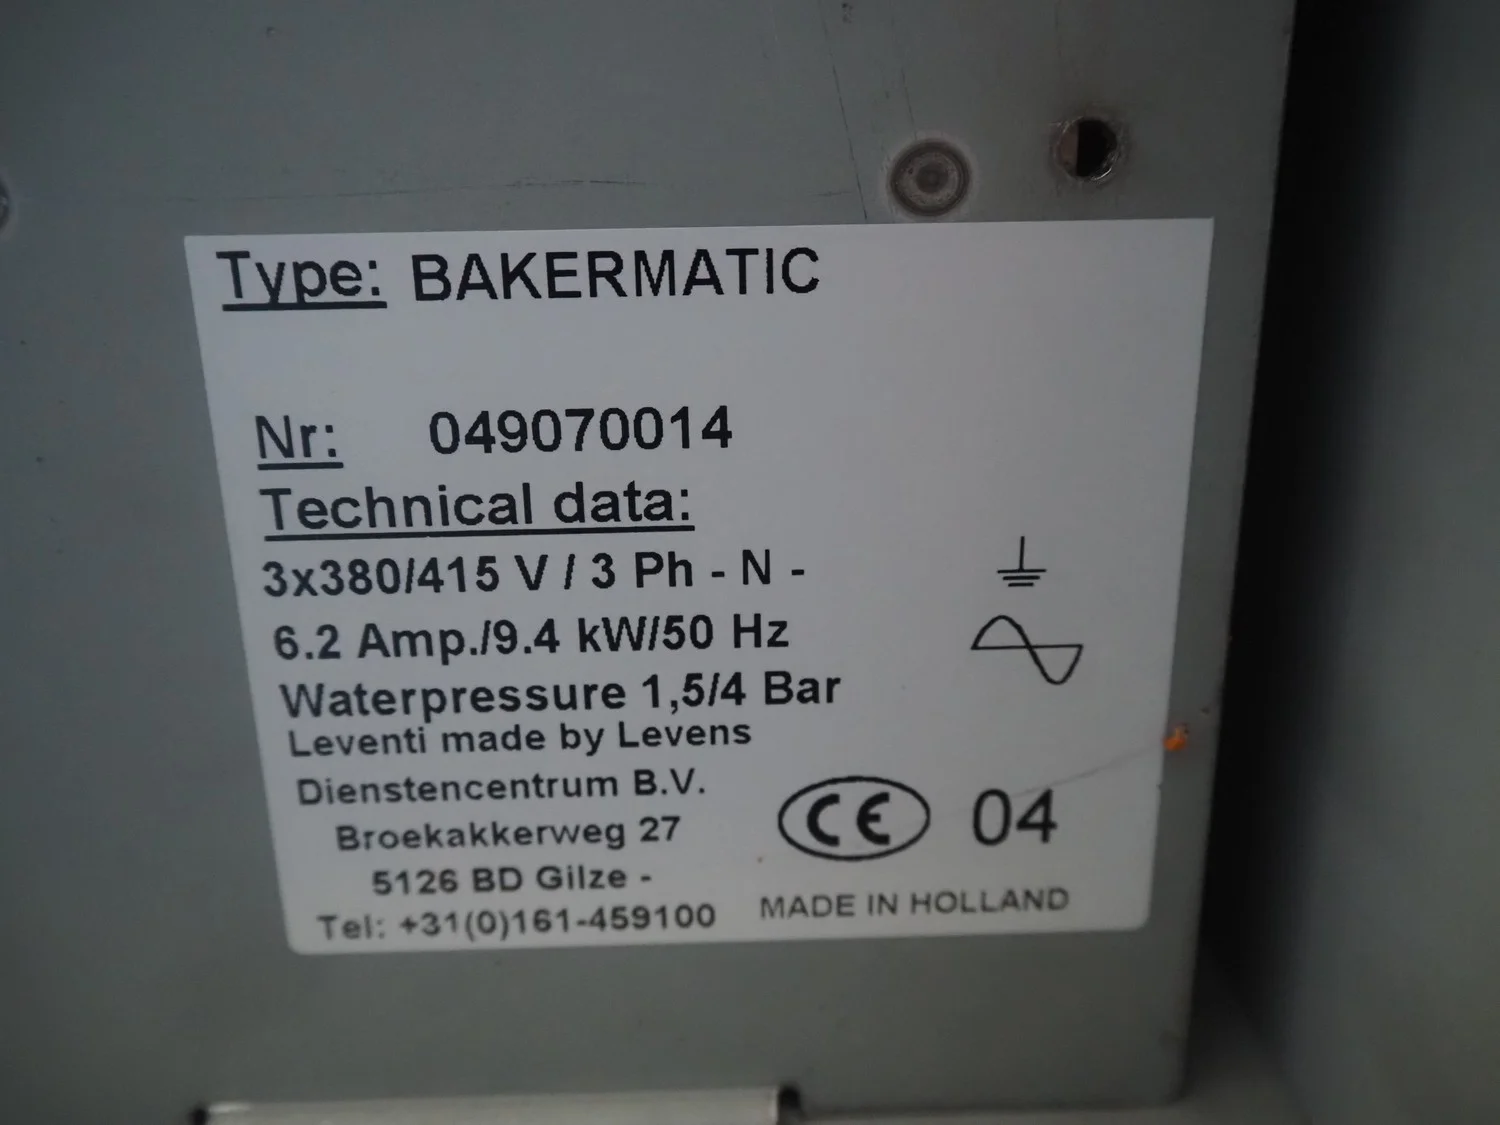 Type: BAKERMATIC
Nr: 049070014
Technical data:
3x380/415 V / 3 Ph - N -
6.2 Amp./9.4 kW/50 Hz
Waterpressure 1,5/4 Bar
Leventi made by Levens
Dienstencentrum B.V.
Broekakkerweg 27
5126 BD Gilze -
Tel: +31(0)161-459100
CE 04
MADE IN HOLLAND